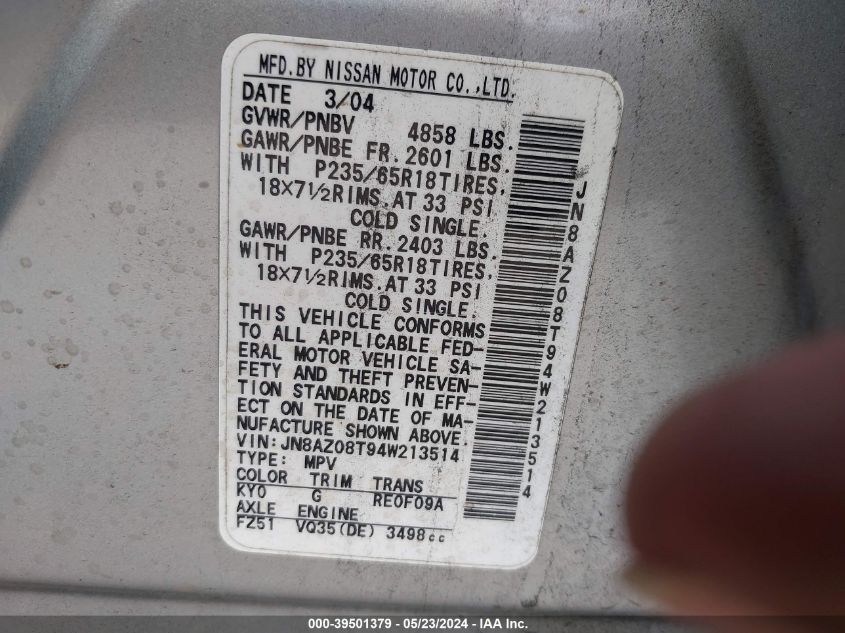 MFD.BY NISSAN MOTOR CO.,LTD.
DATE 3/04
GVWR/PNBV 4858 LBS.
GAWR/PNBE FR. 2601 LBS.
WITH P235/65R18TIRES,
18×7½RIMS.AT 33 PSI
COLD SINGLE.
GAWR/PNBE RR. 2403 LBS.
WITH P235/65R18TIRES,
18×7½RIMS.AT 33 PSI
COLD SINGLE.
THIS VEHICLE CONFORMS
TO ALL APPLICABLE FED-
ERAL MOTOR VEHICLE SA-
FETY AND THEFT PREVEN-
TION STANDARDS IN EFF-
ECT ON THE DATE OF MA-
NUFACTURE SHOWN ABOVE.
VIN:JN8AZ08T94W213514
TYPE: MPV
COLOR TRIM TRANS
KY0 G RE0F09A
AXLE ENGINE
FZ51 VQ35(DE) 3498cc
JN8AZ08T94W213514
000-39501379 - 05/23/2024 - IAA Inc.